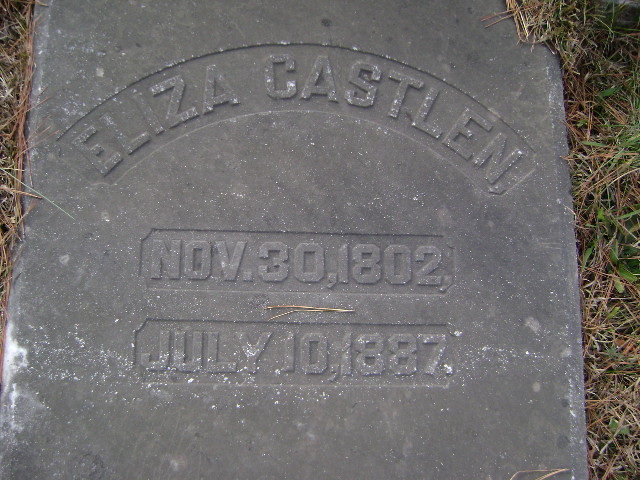 ELIZA CASTLEN,
NOV. 30, 1802,
JULY 10, 1887.